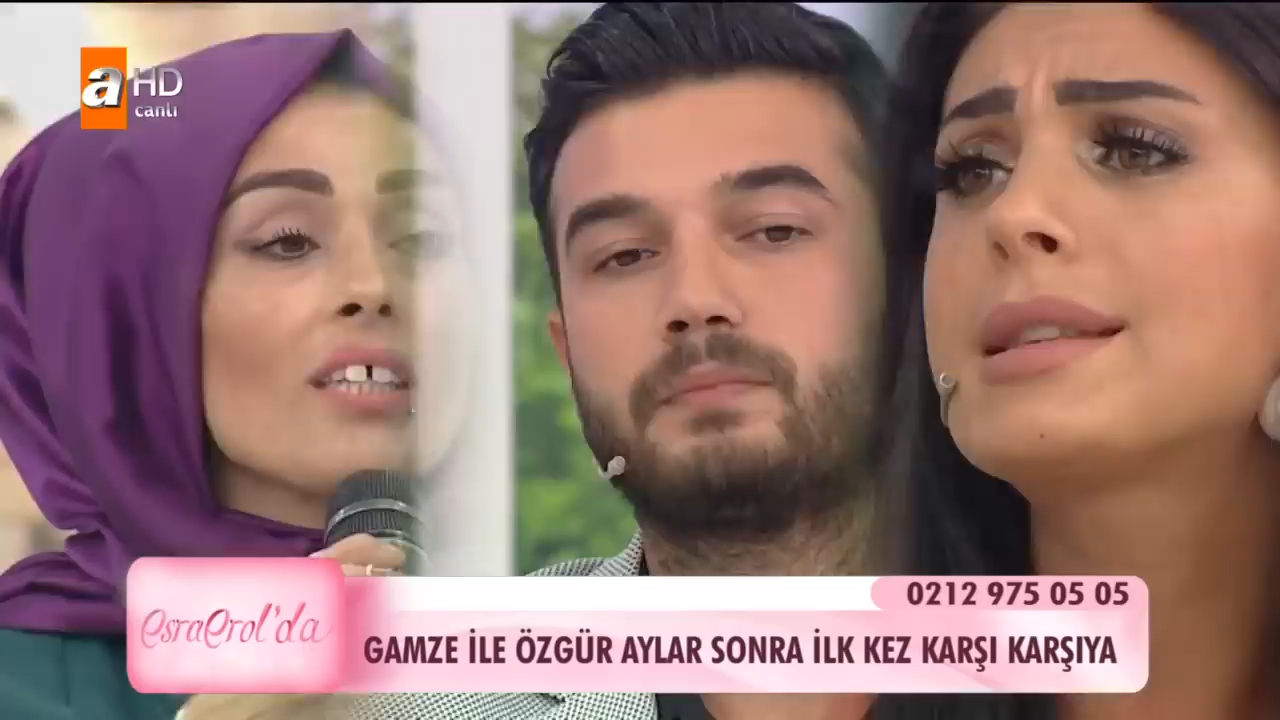 a HD
canlı
0212 975 05 05
esraerol'da
GAMZE İLE ÖZGÜR AYLAR SONRA İLK KEZ KARŞI KARŞIYA